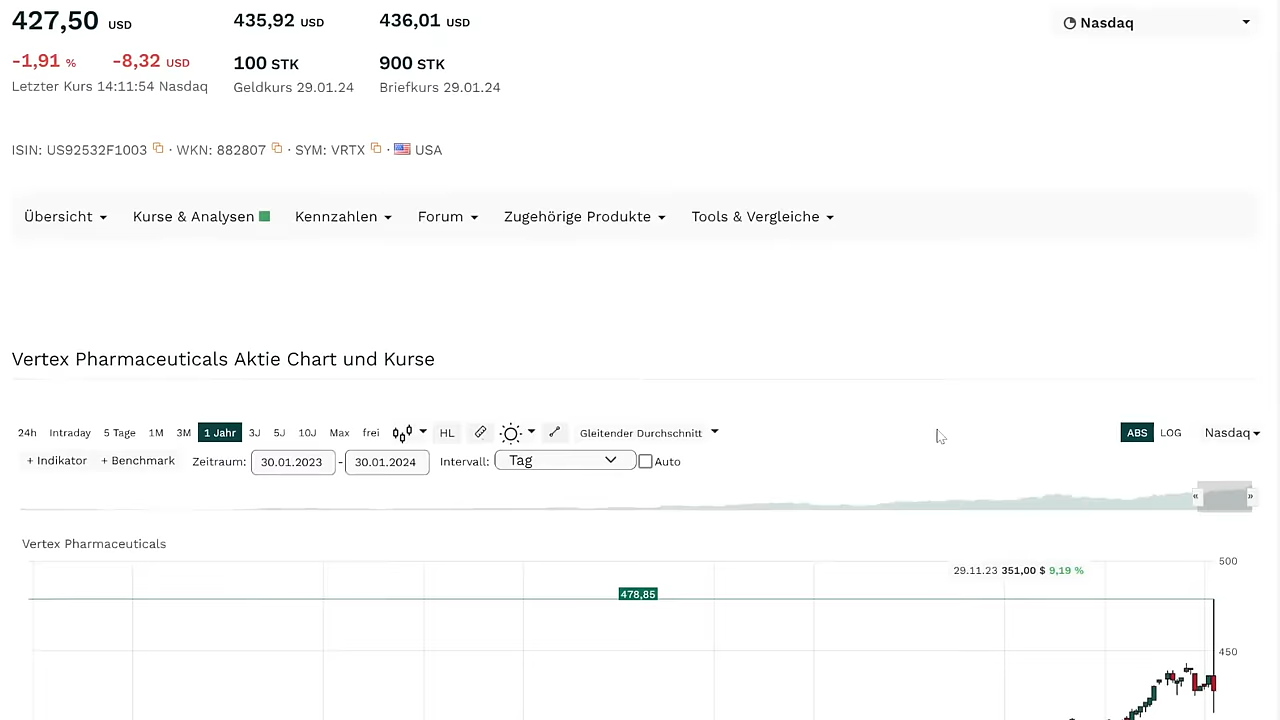 427,50 USD 435,92 USD 436,01 USD Nasdaq
-1,91 % -8,32 USD 100 STK 900 STK
Letzter Kurs 14:11:54 Nasdaq Geldkurs 29.01.24 Briefkurs 29.01.24
ISIN: US92532F1003 · WKN: 882807 · SYM: VRTX · USA
Übersicht Kurse & Analysen Kennzahlen Forum Zugehörige Produkte Tools & Vergleiche
Vertex Pharmaceuticals Aktie Chart und Kurse
24h Intraday 5 Tage 1M 3M 1 Jahr 3J 5J 10J Max frei HL Gleitender Durchschnitt ABS LOG Nasdaq
+ Indikator + Benchmark Zeitraum: 30.01.2023 - 30.01.2024 Intervall: Tag Auto
« »
Vertex Pharmaceuticals
500
29.11.23 351,00 $ 9,19 %
478,85
450